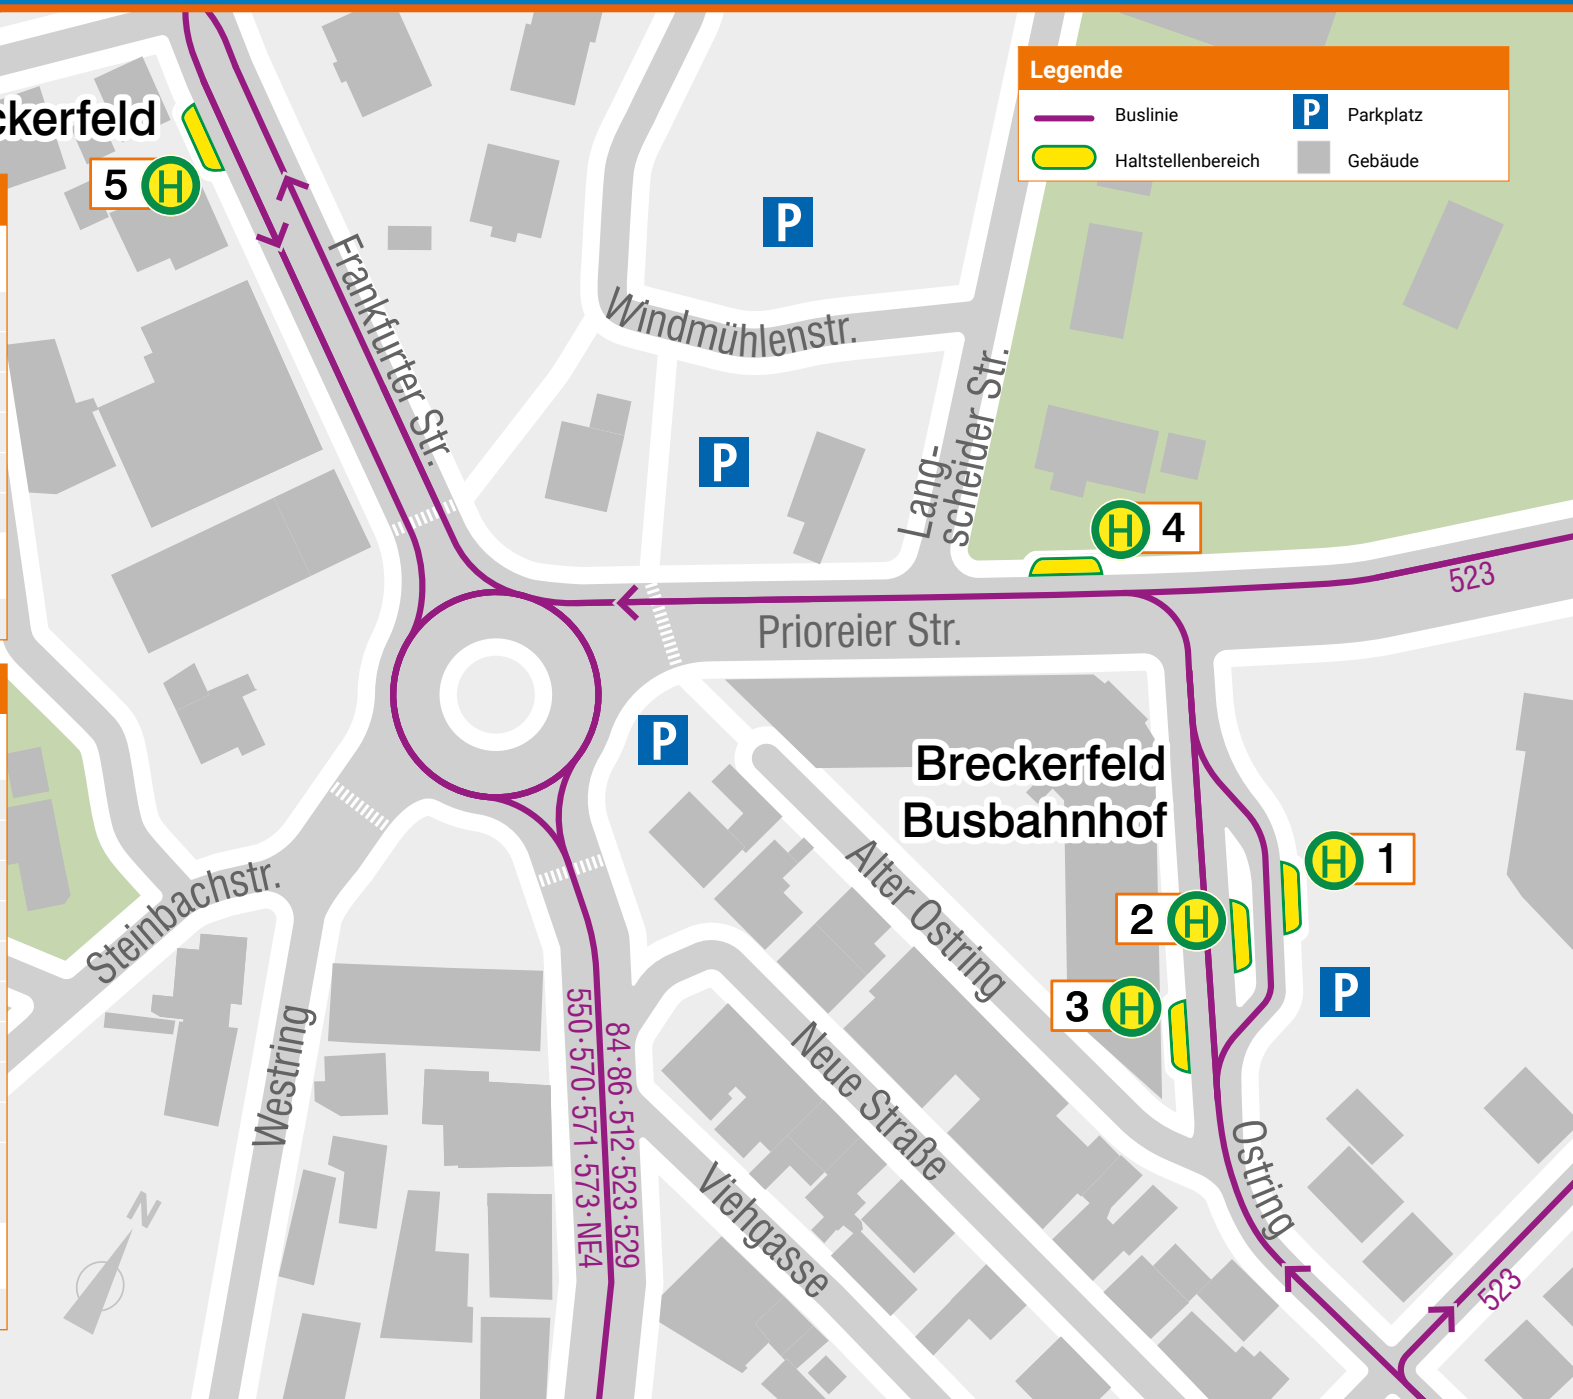 Legende
Buslinie
P Parkplatz
Haltstellenbereich
Gebäude
ckerfeld
5 H
P
Frankfurter Str.
Windmühlenstr.
P
Lang-
scheider Str.
H 4
523
Prioreier Str.
P
Breckerfeld
Busbahnhof
H 1
2 H
3 H
P
Alter Ostring
Steinbachstr.
Westring
550·570·571·573·NE4
84·86·512·523·529
Neue Straße
Viehgasse
Ostring
523
N